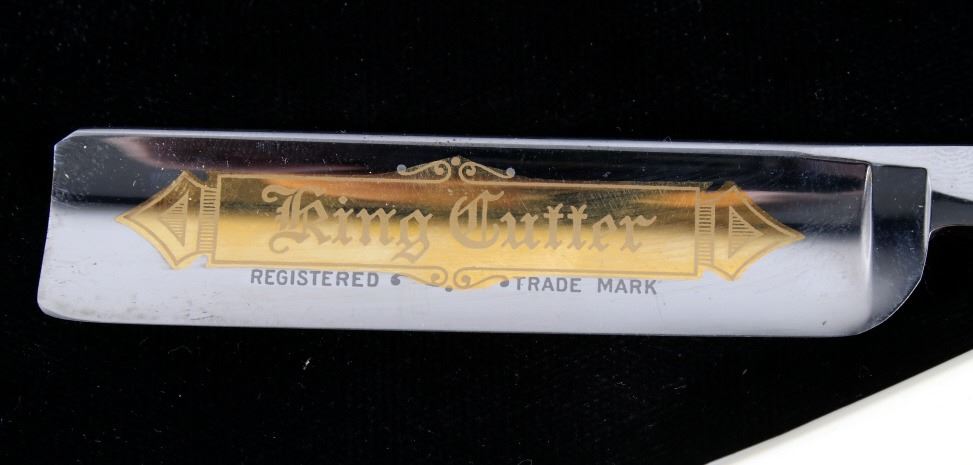 King Cutter
REGISTERED • • TRADE MARK